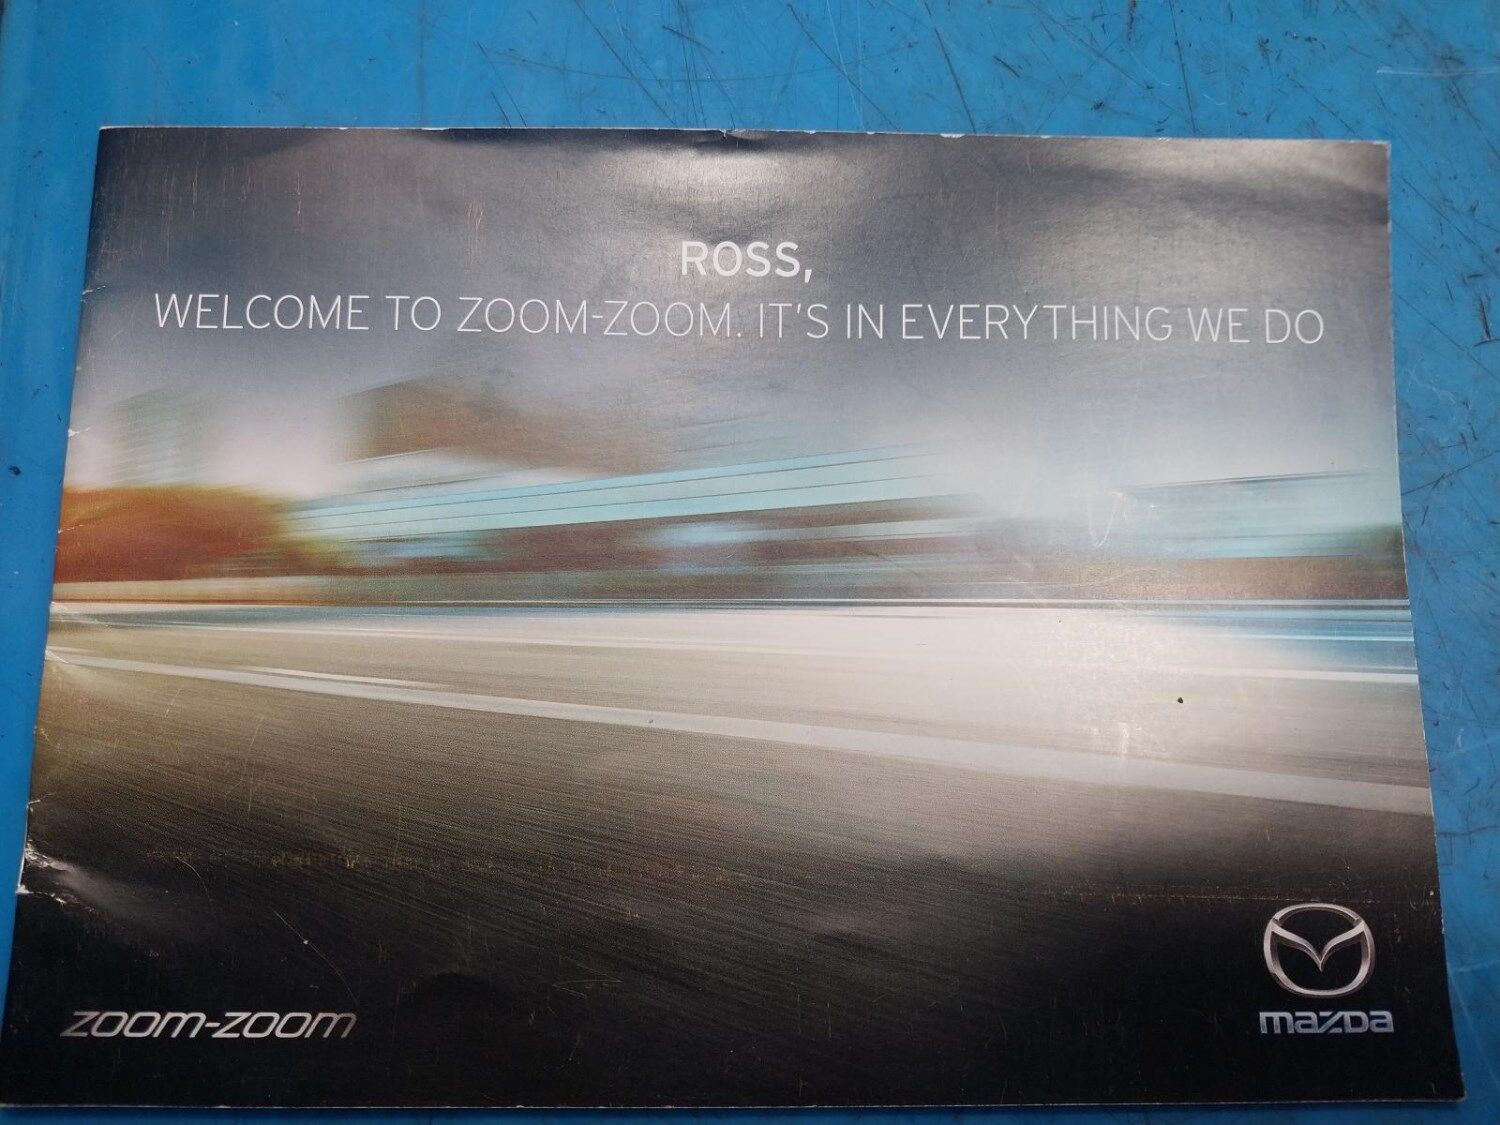 ROSS,
WELCOME TO ZOOM-ZOOM. IT'S IN EVERYTHING WE DO
zoom-zoom
mazda